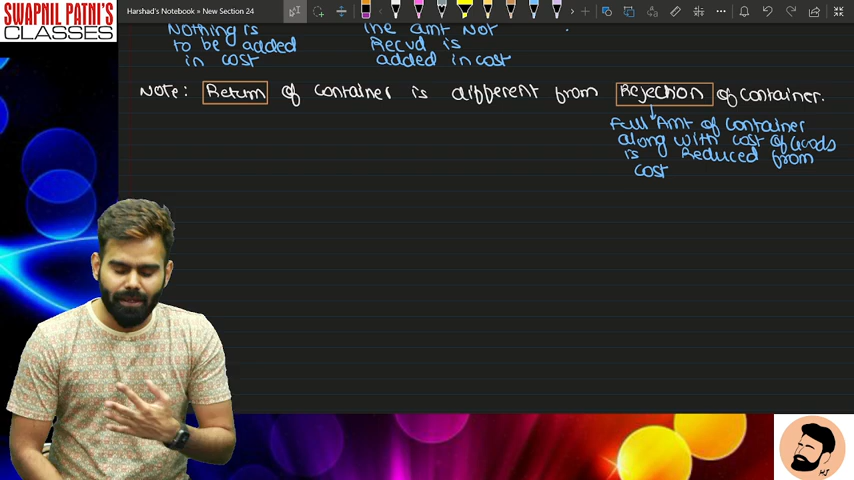 SWAPNIL PATNI'S
CLASSES
Harshad's Notebook » New Section 24
Nothing is
to be added
in cost
The amt Not
Recvd is
added in cost
Note: Return of container is different from Rejection of container.
Full Amt of container
along with cost of Goods
is Reduced from
cost